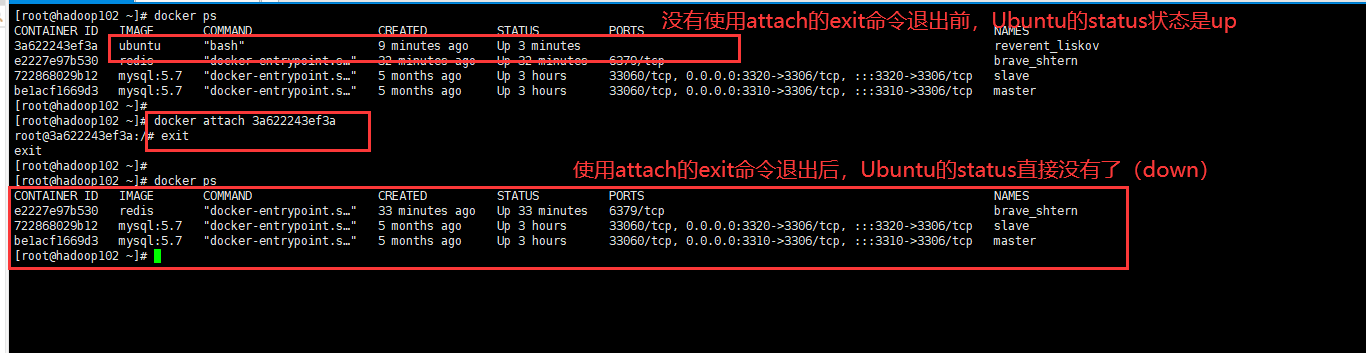 [root@hadoop102 ~]# docker ps
没有使用attach的exit命令退出前，Ubuntu的status状态是up
CONTAINER ID   IMAGE       COMMAND                  CREATED          STATUS          PORTS                                                  NAMES
3a622243ef3a   ubuntu      "bash"                   9 minutes ago    Up 3 minutes                                                           reverent_liskov
e2227e97b530   redis       "docker-entrypoint.s…"   32 minutes ago   Up 32 minutes   6379/tcp                                               brave_shtern
722868029b12   mysql:5.7   "docker-entrypoint.s…"   5 months ago     Up 3 hours      33060/tcp, 0.0.0.0:3320->3306/tcp, :::3320->3306/tcp   slave
be1acf1669d3   mysql:5.7   "docker-entrypoint.s…"   5 months ago     Up 3 hours      33060/tcp, 0.0.0.0:3310->3306/tcp, :::3310->3306/tcp   master
[root@hadoop102 ~]#
[root@hadoop102 ~]# docker attach 3a622243ef3a
root@3a622243ef3a:/# exit
exit
[root@hadoop102 ~]#
使用attach的exit命令退出后，Ubuntu的status直接没有了（down）
[root@hadoop102 ~]# docker ps
CONTAINER ID   IMAGE       COMMAND                  CREATED          STATUS          PORTS                                                  NAMES
e2227e97b530   redis       "docker-entrypoint.s…"   33 minutes ago   Up 33 minutes   6379/tcp                                               brave_shtern
722868029b12   mysql:5.7   "docker-entrypoint.s…"   5 months ago     Up 3 hours      33060/tcp, 0.0.0.0:3320->3306/tcp, :::3320->3306/tcp   slave
be1acf1669d3   mysql:5.7   "docker-entrypoint.s…"   5 months ago     Up 3 hours      33060/tcp, 0.0.0.0:3310->3306/tcp, :::3310->3306/tcp   master
[root@hadoop102 ~]#